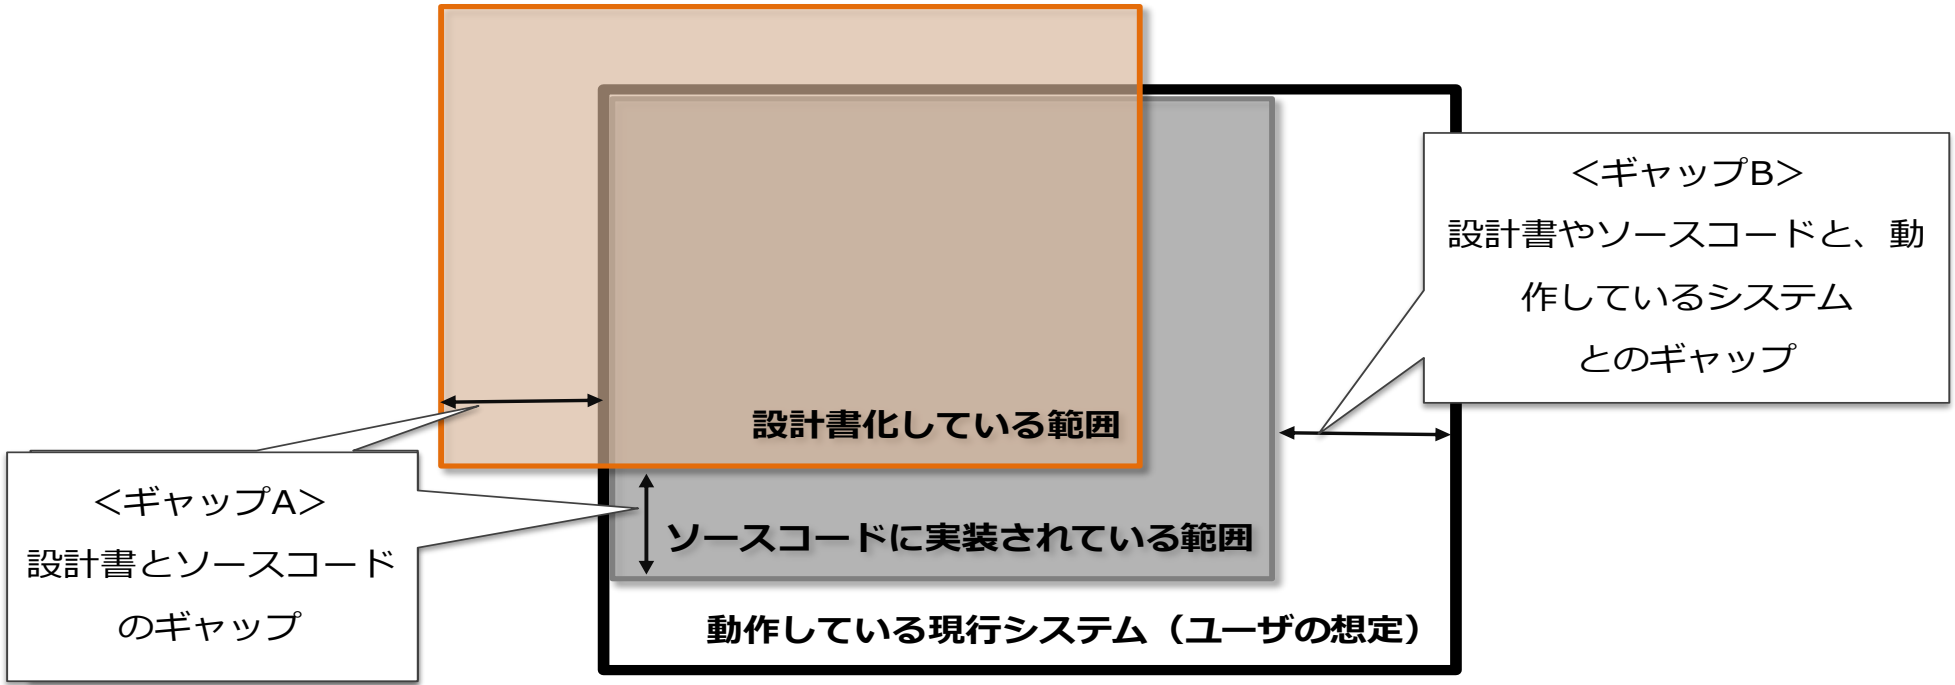 設計書化している範囲
ソースコードに実装されている範囲
動作している現行システム（ユーザの想定）
＜ギャップA＞
設計書とソースコード
のギャップ
＜ギャップB＞
設計書やソースコードと、動
作しているシステム
とのギャップ